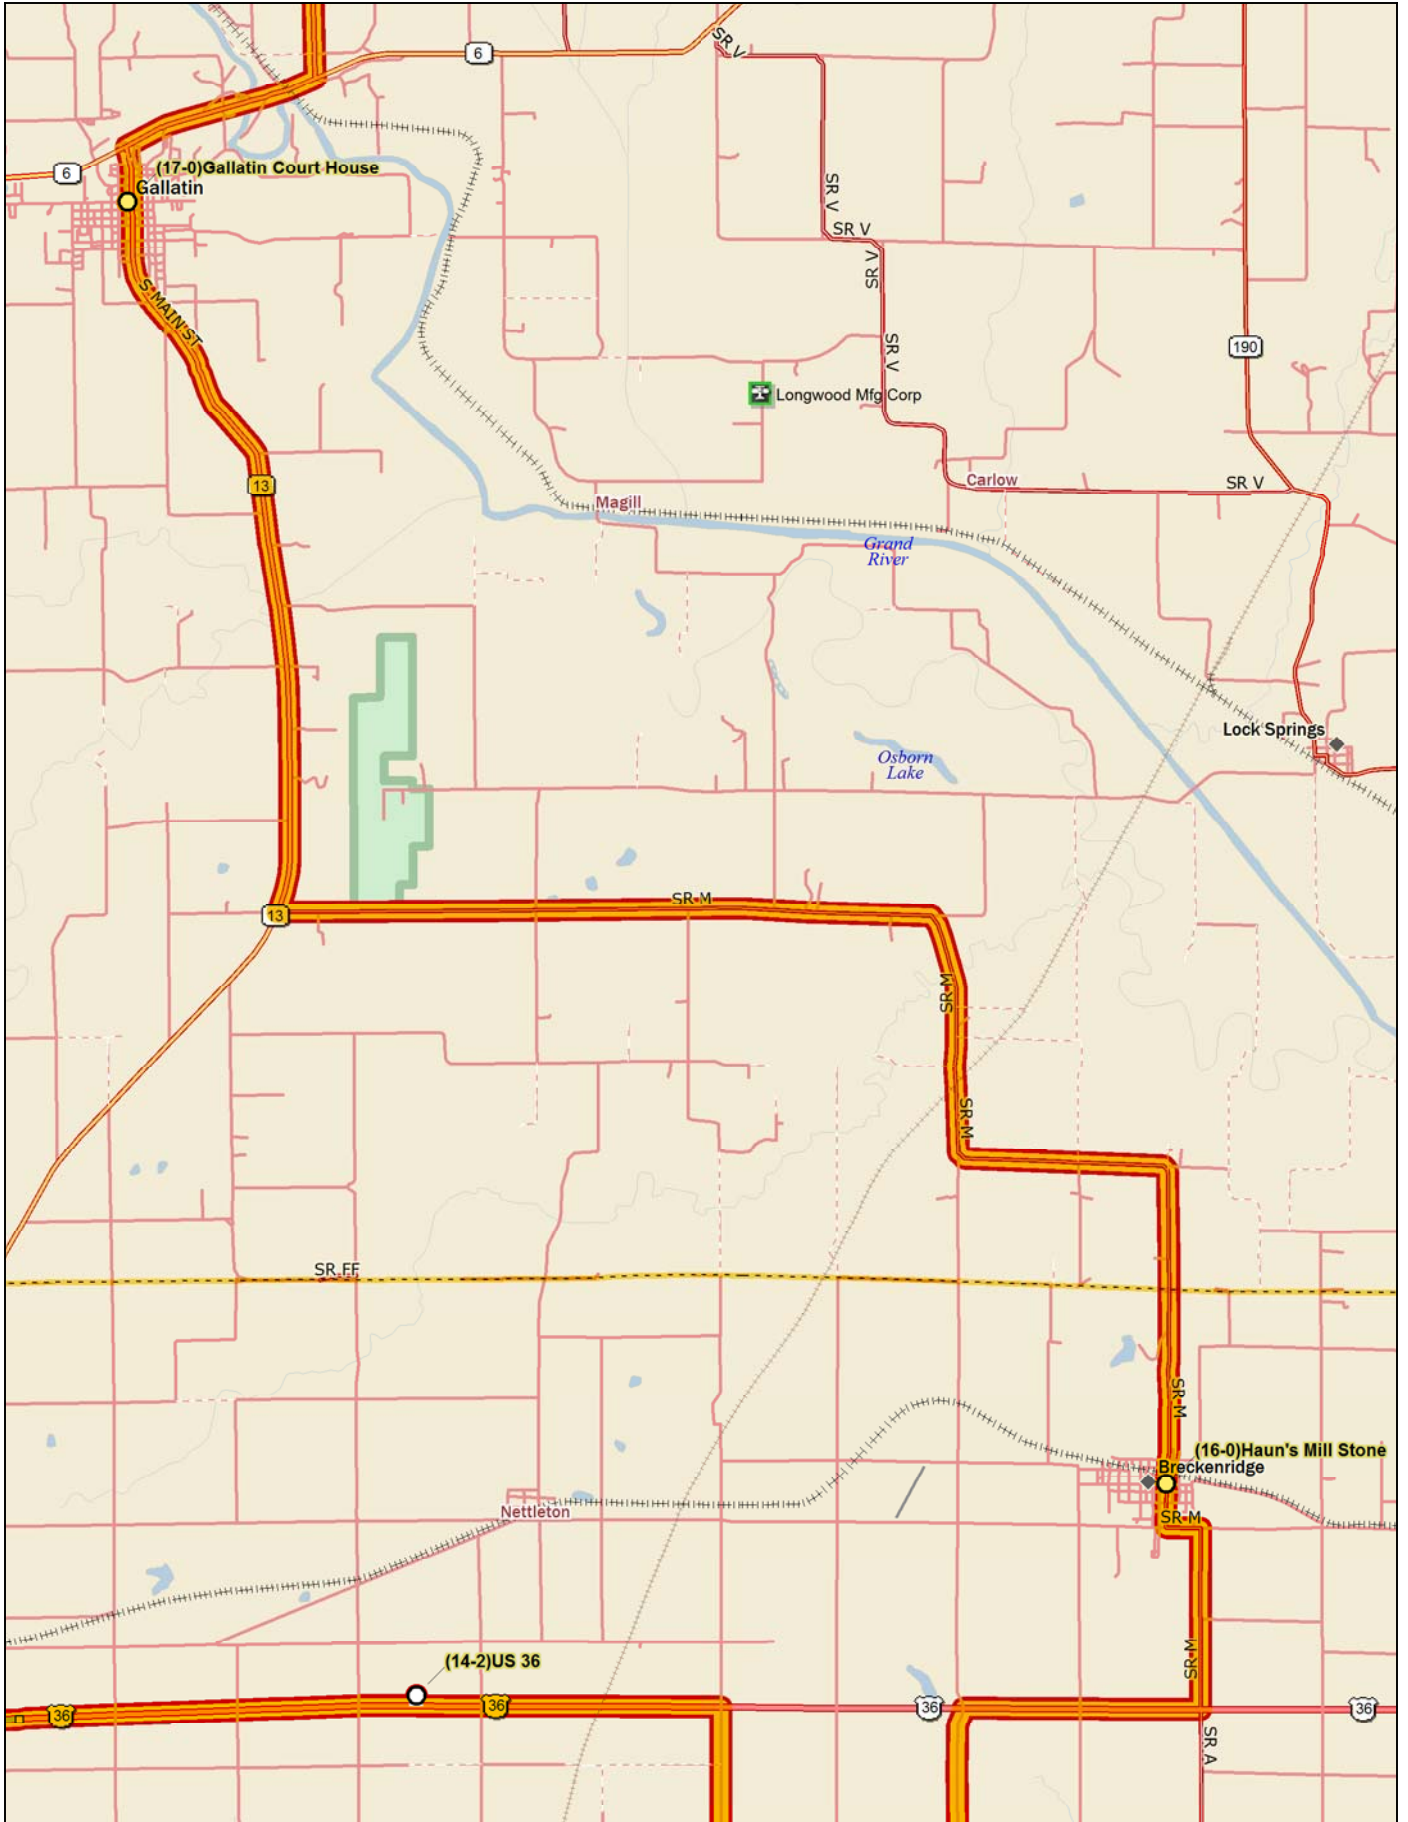 SR V
6
6
(17-0)Gallatin Court House
Gallatin
SR V
SR V
SR V
S MAIN ST
SR V
190
Longwood Mfg Corp
13
Carlow
SR V
Magill
Grand
River
Lock Springs
Osborn
Lake
SR M
13
SR M
SR M
SR FF
SR M
(16-0)Haun's Mill Stone
Breckenridge
Nettleton
SR M
(14-2)US 36
SR M
36
36
36
36
SR A